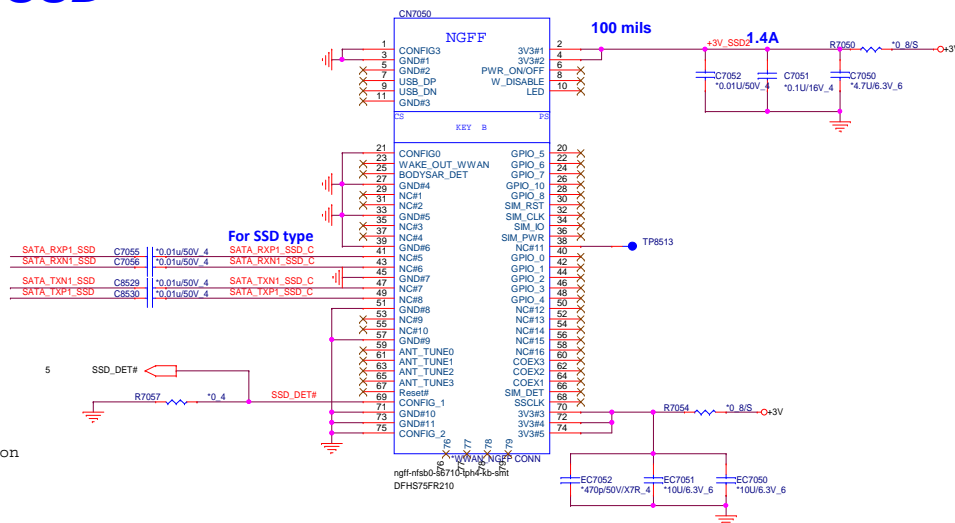 SSD
CN7050
NGFF
100 mils
+3V_SSD2
1.4A
R7050 *0_8/S
+3V
1 CONFIG3 3V3#1 2
3 GND#1 3V3#2 4
5 GND#2 PWR_ON/OFF 6
7 USB_DP W_DISABLE 8
9 USB_DN LED 10
11 GND#3
C7052
*0.01U/50V_4
C7051
*0.1U/16V_4
C7050
*4.7U/6.3V_6
CS PS
KEY B
21 CONFIG0 GPIO_5 20
23 WAKE_OUT_WWAN GPIO_6 22
25 BODYSAR_DET GPIO_7 24
27 GND#4 GPIO_10 26
29 NC#1 GPIO_8 28
31 NC#2 SIM_RST 30
33 GND#5 SIM_CLK 32
35 NC#3 SIM_IO 34
37 NC#4 SIM_PWR 36
39 GND#6 NC#11 38
TP8513
For SSD type
SATA_RXP1_SSD C7055 *0.01u/50V_4 SATA_RXP1_SSD_C 41 NC#5 GPIO_0 40
SATA_RXN1_SSD C7056 *0.01u/50V_4 SATA_RXN1_SSD_C 43 NC#6 GPIO_1 42
45 GND#7 GPIO_2 44
SATA_TXN1_SSD C8529 *0.01u/50V_4 SATA_TXN1_SSD_C 47 NC#7 GPIO_3 46
SATA_TXP1_SSD C8530 *0.01u/50V_4 SATA_TXP1_SSD_C 49 NC#8 GPIO_4 48
51 GND#8 NC#12 50
53 NC#9 NC#13 52
55 NC#10 NC#14 54
57 GND#9 NC#15 56
59 ANT_TUNE0 NC#16 58
61 ANT_TUNE1 COEX3 60
63 ANT_TUNE2 COEX2 62
65 ANT_TUNE3 COEX1 64
67 Reset# SIM_DET 66
69 CONFIG_1 SSCLK 68
71 GND#10 3V3#3 70
73 GND#11 3V3#4 72
75 CONFIG_2 3V3#5 74
5 SSD_DET#
R7057 *0_4 SSD_DET#
R7054 *0_8/S
+3V
on
76 77 78 79
76 77 78 79
*WWAN_NGFF CONN
ngff-nfsb0-s6710-tph4-kb-smt
DFHS75FR210
EC7052
*470p/50V/X7R_4
EC7051
*10U/6.3V_6
EC7050
*10U/6.3V_6